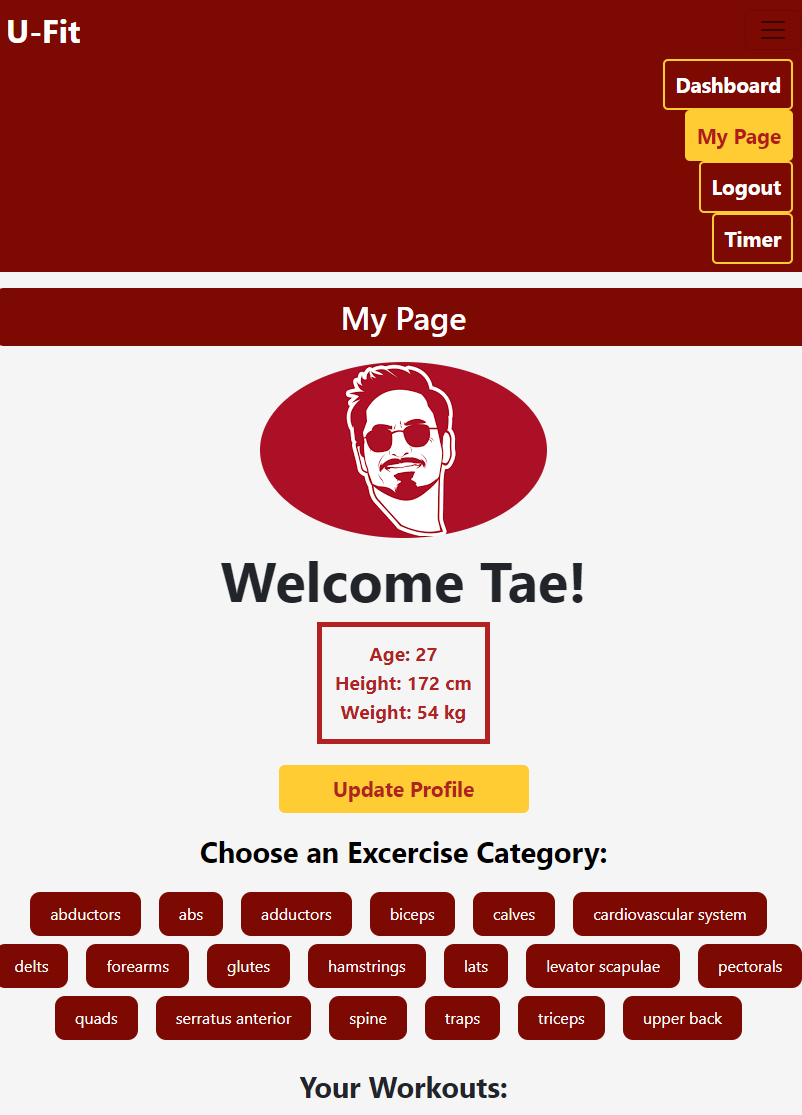 U-Fit
Dashboard
My Page
Logout
Timer
My Page
Welcome Tae!
Age: 27
Height: 172 cm
Weight: 54 kg
Update Profile
Choose an Excercise Category:
abductors abs adductors biceps calves cardiovascular system
delts forearms glutes hamstrings lats levator scapulae pectorals
quads serratus anterior spine traps triceps upper back
Your Workouts: